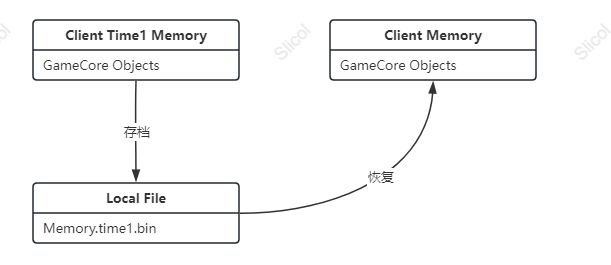 Client Time1 Memory
GameCore Objects
Client Memory
GameCore Objects
存档
恢复
Local File
Memory.time1.bin
Slicol
Slicol